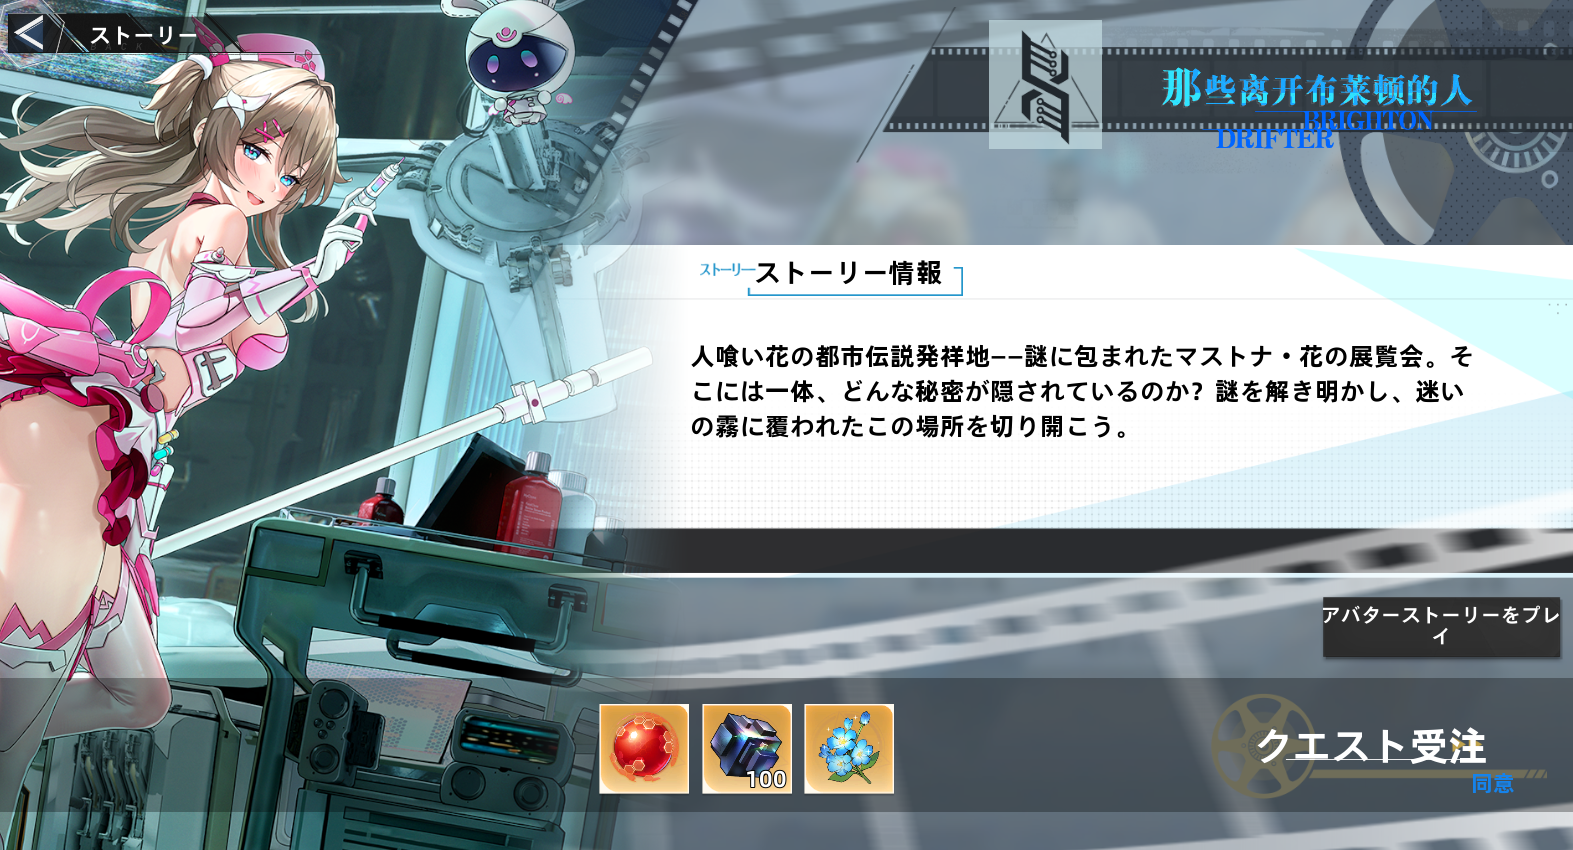 ストーリー
那些离开布莱顿的人
BRIGHTON
DRIFTER
ストーリー
ストーリー情報
人喰い花の都市伝説発祥地——謎に包まれたマストナ・花の展覧会。そ
こには一体、どんな秘密が隠されているのか？謎を解き明かし、迷い
の霧に覆われたこの場所を切り開こう。
アバターストーリーをプレ
イ
100
クエスト受注
同意